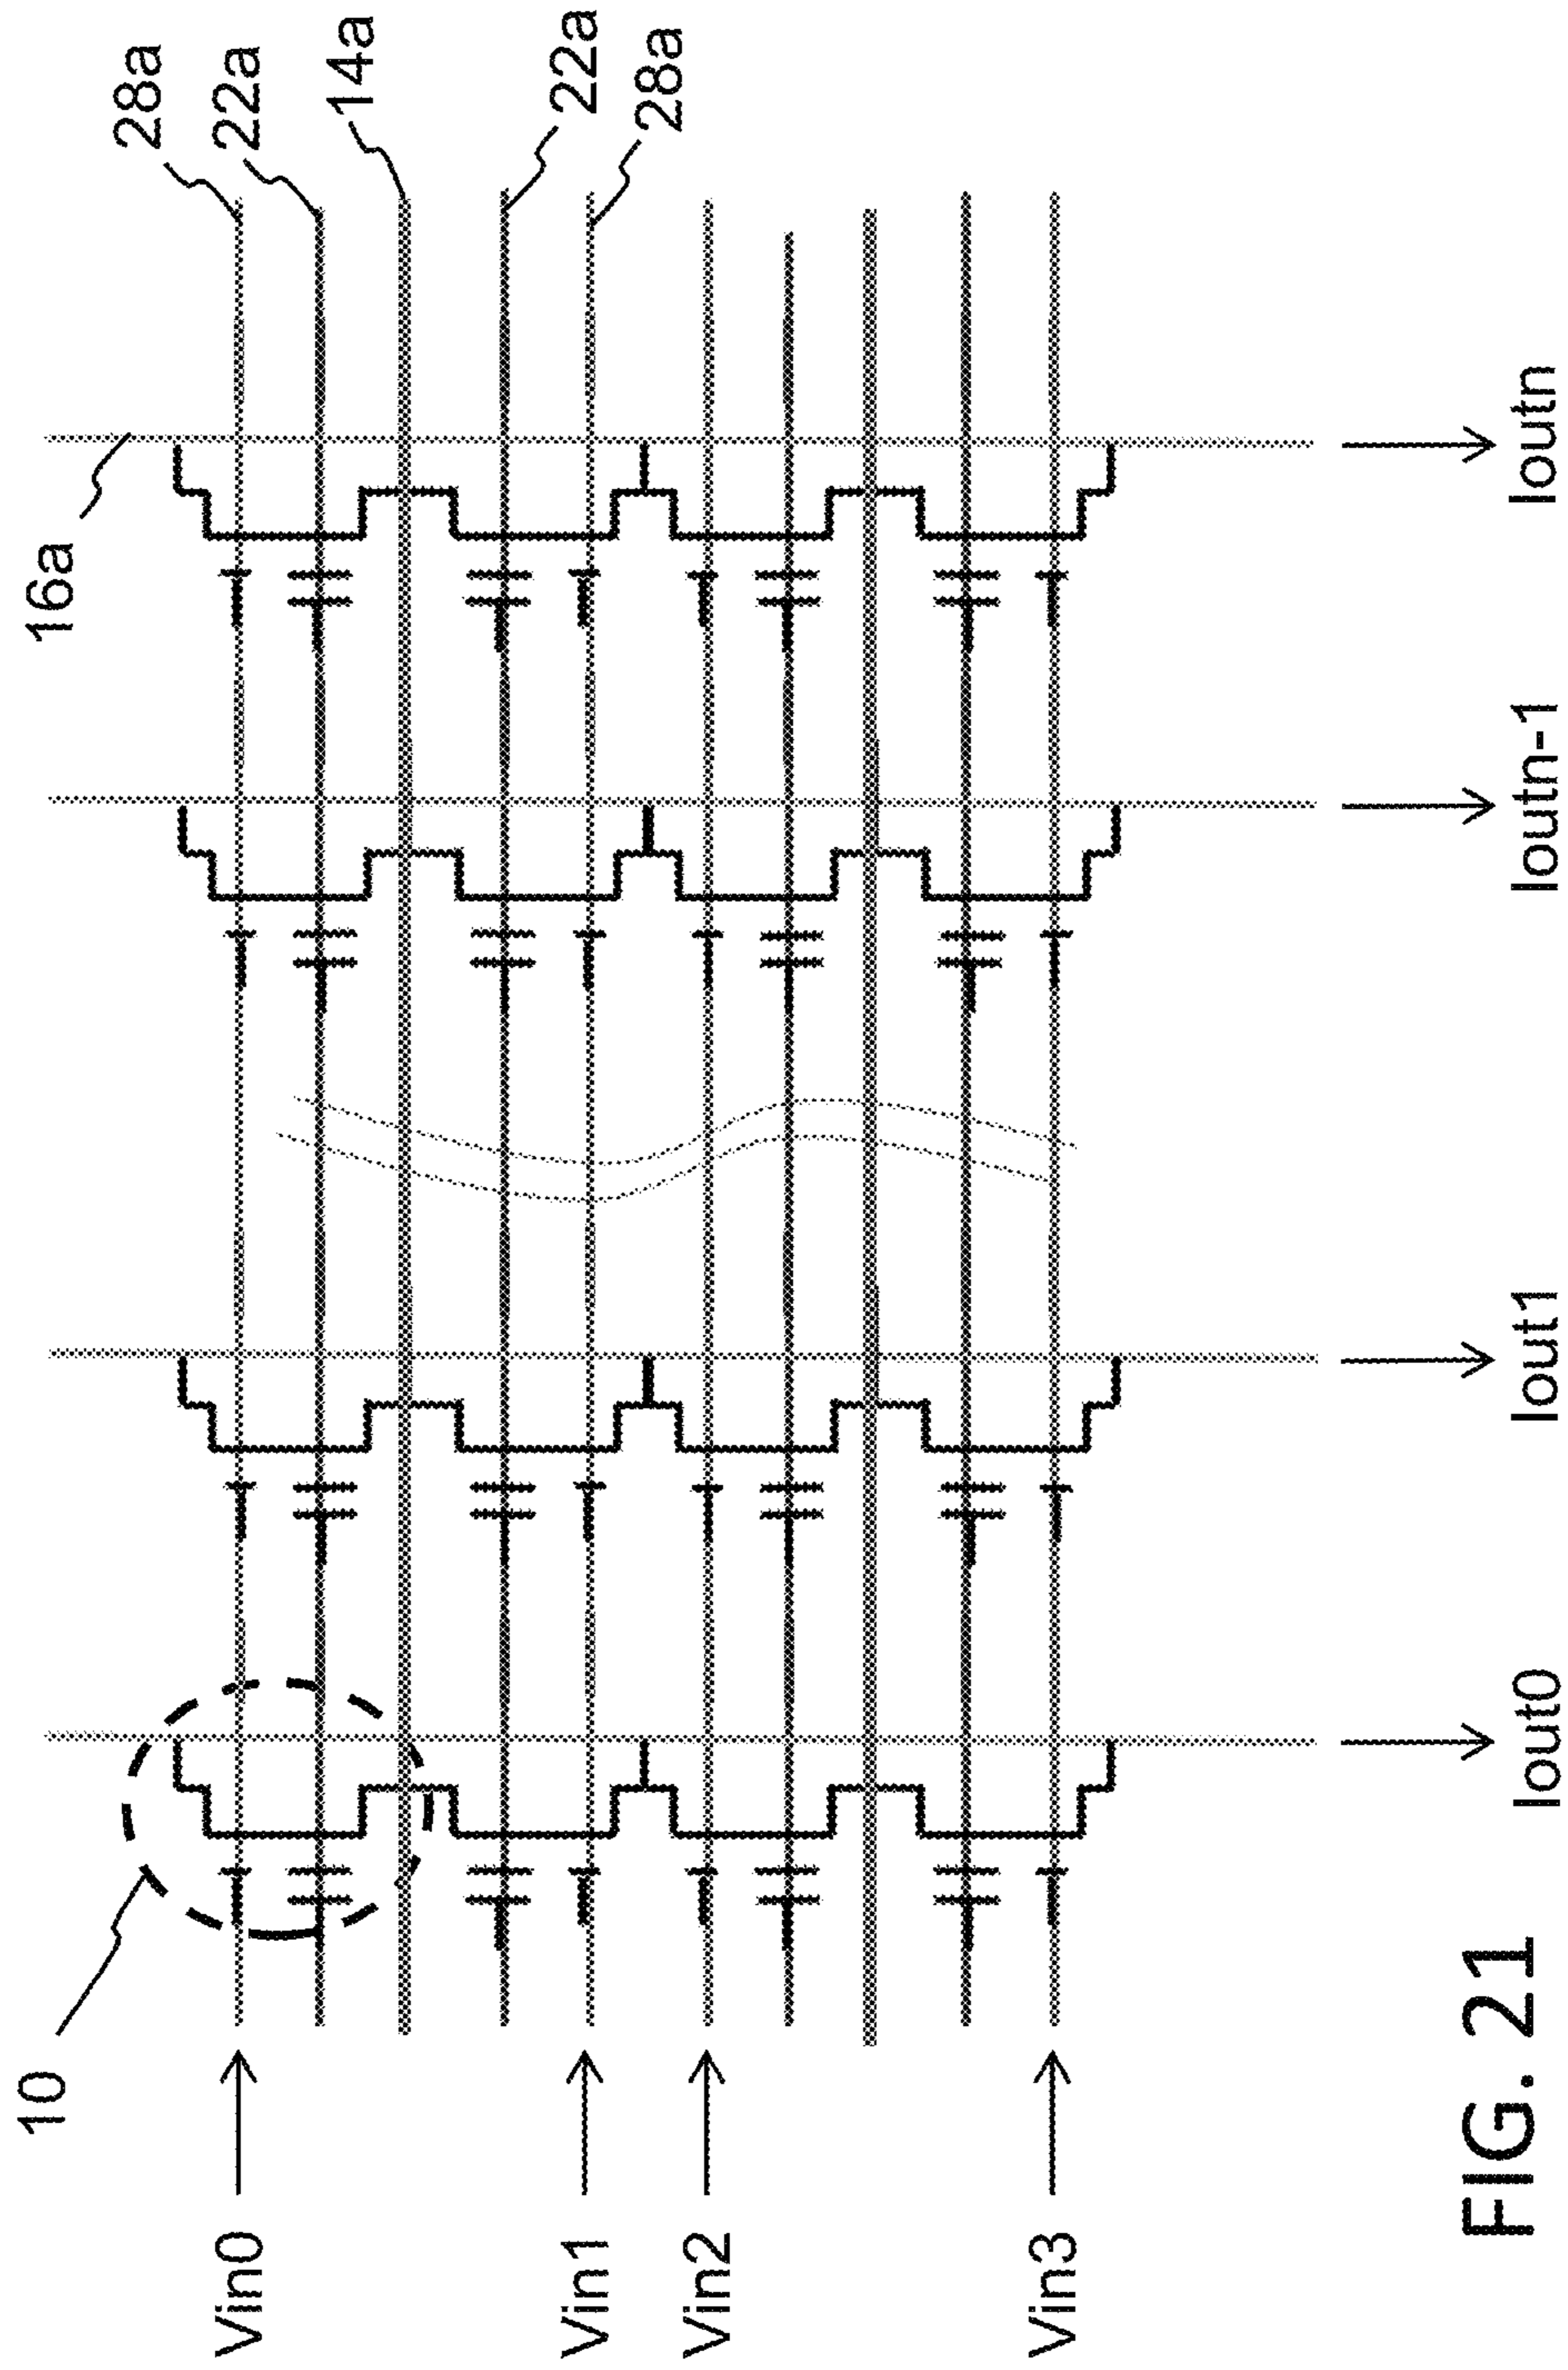 28a
22a
14a
22a
28a
16a
10
Vin0
Vin1
Vin2
Vin3
Iout0
Iout1
Ioutn-1
Ioutn
FIG. 21